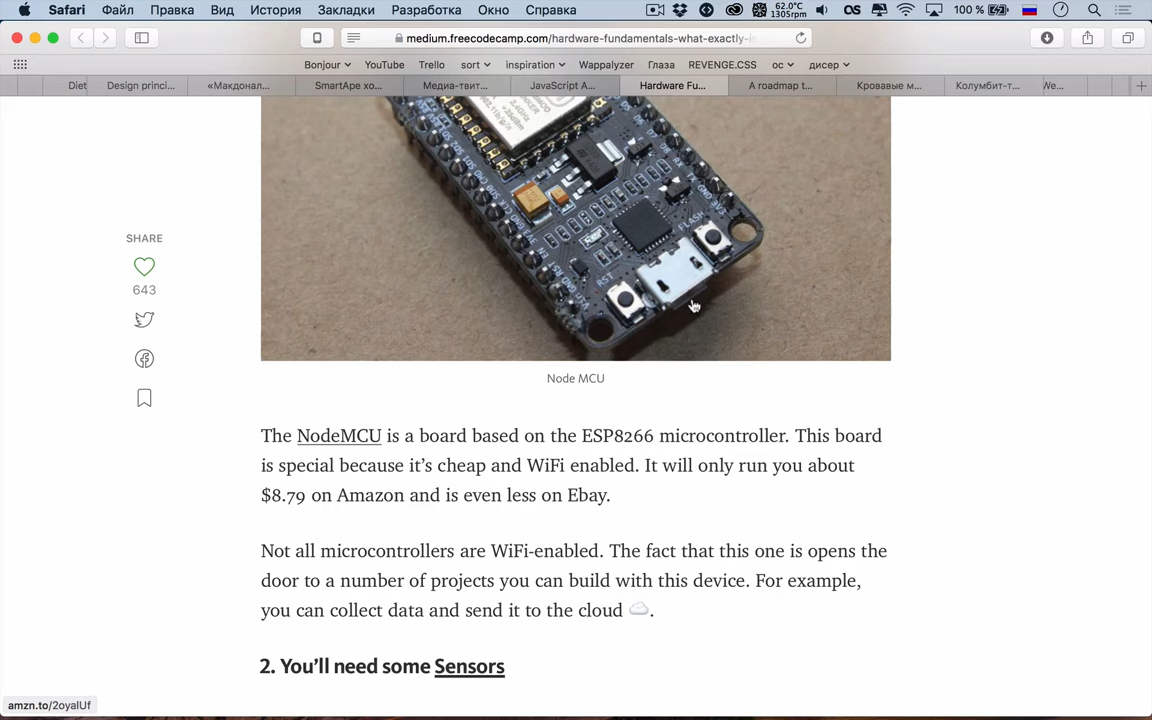 Safari Файл Правка Вид История Закладки Разработка Окно Справка 62.0°C 1305rpm 100 %
medium.freecodecamp.com/hardware-fundamentals-what-exactly-i
Bonjour YouTube Trello sort inspiration Wappalyzer Глаза REVENGE.CSS ос дисер
Diet Design princi... «Макдонал... SmartApe хо... Медиа-твит... JavaScript A... Hardware Fu... A roadmap t... Кровавые м... Колумбит-т... We...
SHARE
643
FLASH
RST
Node MCU
The NodeMCU is a board based on the ESP8266 microcontroller. This board
is special because it’s cheap and WiFi enabled. It will only run you about
$8.79 on Amazon and is even less on Ebay.
Not all microcontrollers are WiFi-enabled. The fact that this one is opens the
door to a number of projects you can build with this device. For example,
you can collect data and send it to the cloud ☁️.
2. You’ll need some Sensors
amzn.to/2oyalUf